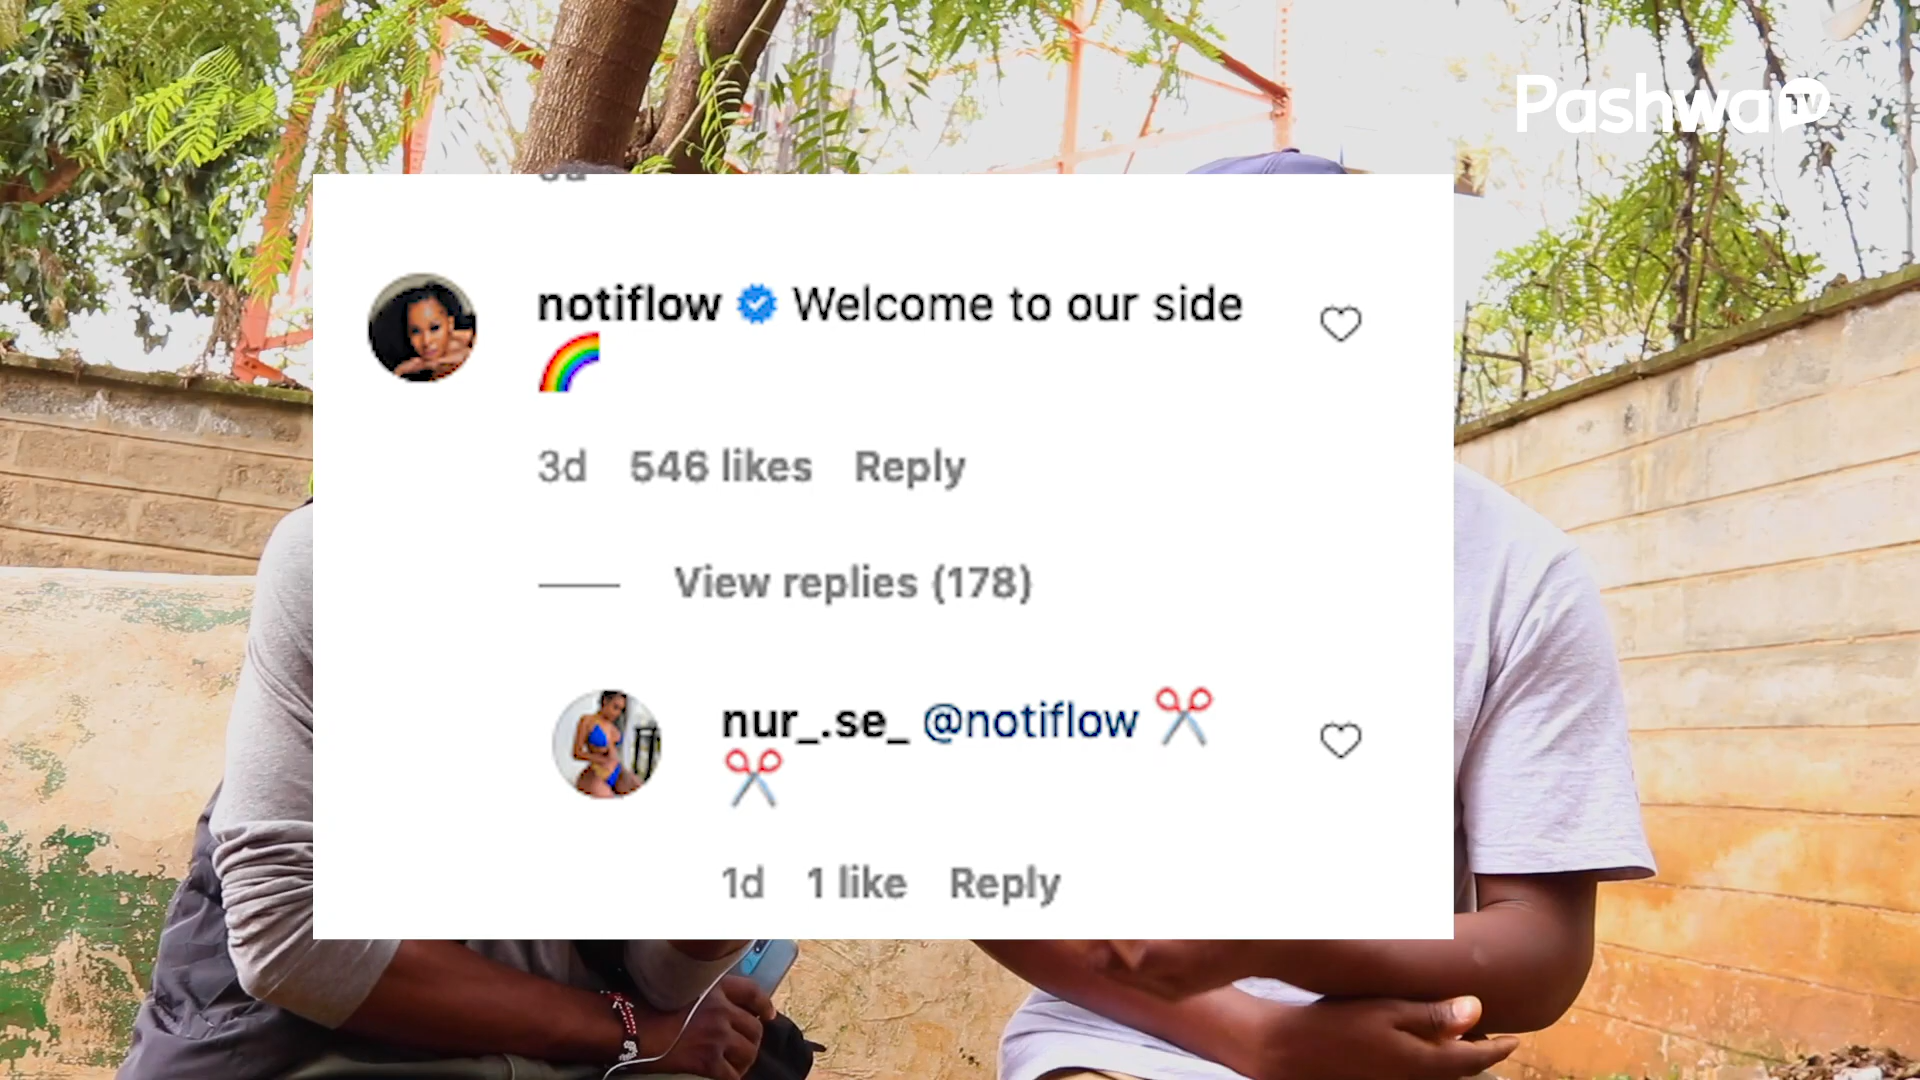 Pashwa TV
notiflow Welcome to our side
🌈
3d 546 likes Reply
View replies (178)
nur_.se_ @notiflow ✂️
✂️
1d 1 like Reply